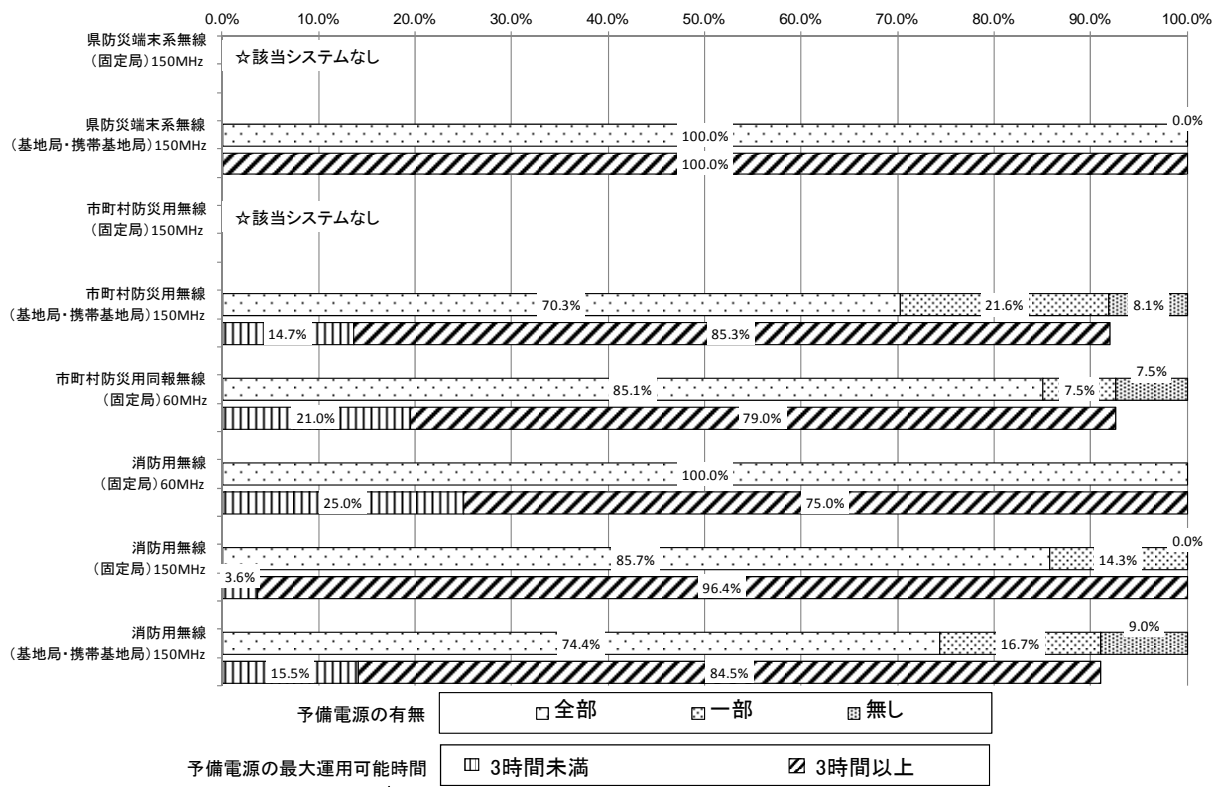 0.0% 10.0% 20.0% 30.0% 40.0% 50.0% 60.0% 70.0% 80.0% 90.0% 100.0%
県防災端末系無線
(固定局)150MHz
☆該当システムなし
県防災端末系無線
(基地局・携帯基地局)150MHz
100.0% 0.0%
100.0%
市町村防災用無線
(固定局)150MHz
☆該当システムなし
市町村防災用無線
(基地局・携帯基地局)150MHz
70.3% 21.6% 8.1%
14.7% 85.3%
市町村防災用同報無線
(固定局)60MHz
85.1% 7.5% 7.5%
21.0% 79.0%
消防用無線
(固定局)60MHz
100.0%
25.0% 75.0%
消防用無線
(固定局)150MHz
85.7% 14.3% 0.0%
3.6% 96.4%
消防用無線
(基地局・携帯基地局)150MHz
74.4% 16.7% 9.0%
15.5% 84.5%
予備電源の有無 全部 一部 無し
予備電源の最大運用可能時間 3時間未満 3時間以上